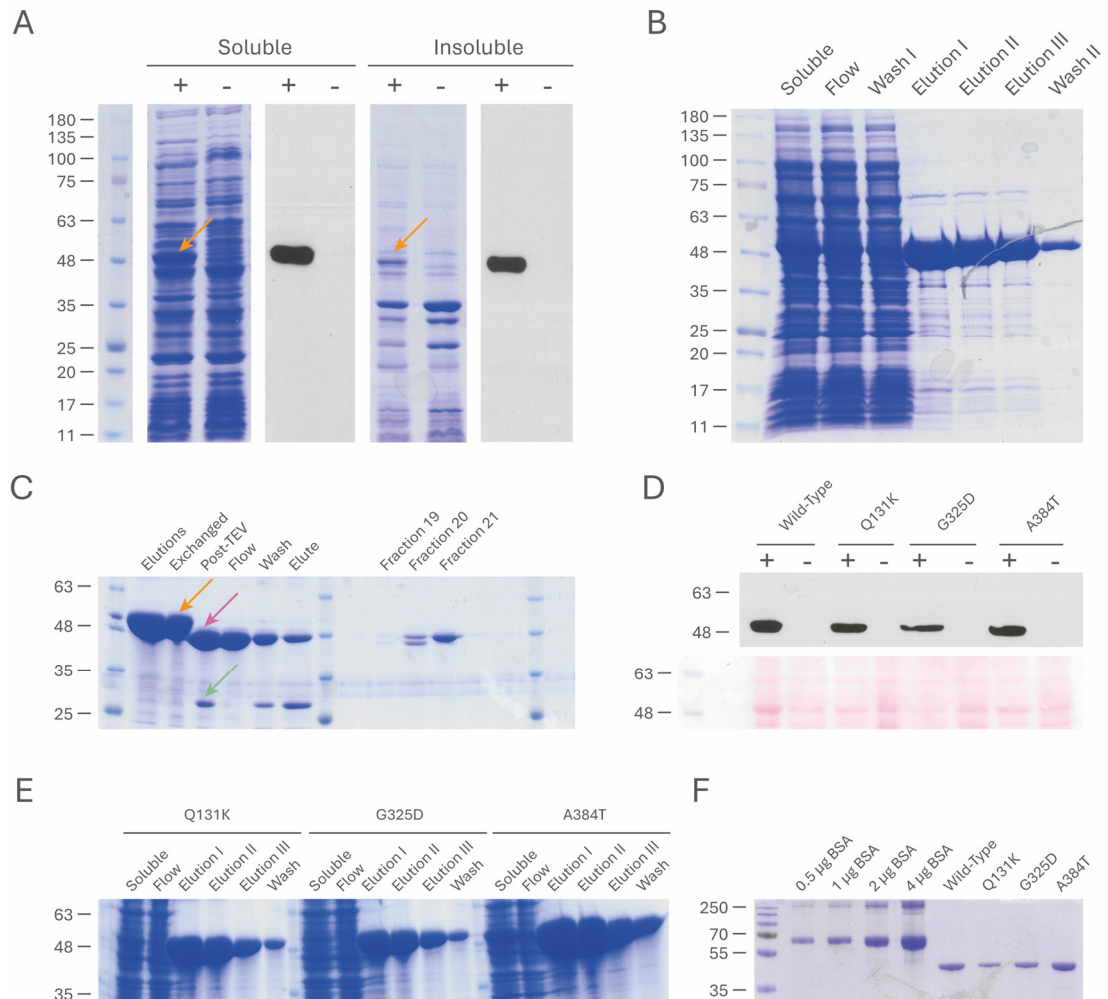 A
Soluble
Insoluble
+ - + - + - + -
180
135
100
75
63
48
35
25
20
17
11
B
Soluble
Flow
Wash I
Elution I
Elution II
Elution III
Wash II
180
135
100
75
63
48
35
25
20
17
11
C
Elutions
Exchanged
Post-TEV
Flow
Wash
Elute
Fraction 19
Fraction 20
Fraction 21
63
48
35
25
D
Wild-Type
Q131K
G325D
A384T
+ - + - + - + -
63
48
63
48
E
Q131K
G325D
A384T
Soluble
Flow
Elution I
Elution II
Elution III
Wash
Soluble
Flow
Elution I
Elution II
Elution III
Wash
Soluble
Flow
Elution I
Elution II
Elution III
Wash
63
48
35
F
0.5 µg BSA
1 µg BSA
2 µg BSA
4 µg BSA
Wild-Type
Q131K
G325D
A384T
250
70
55
35